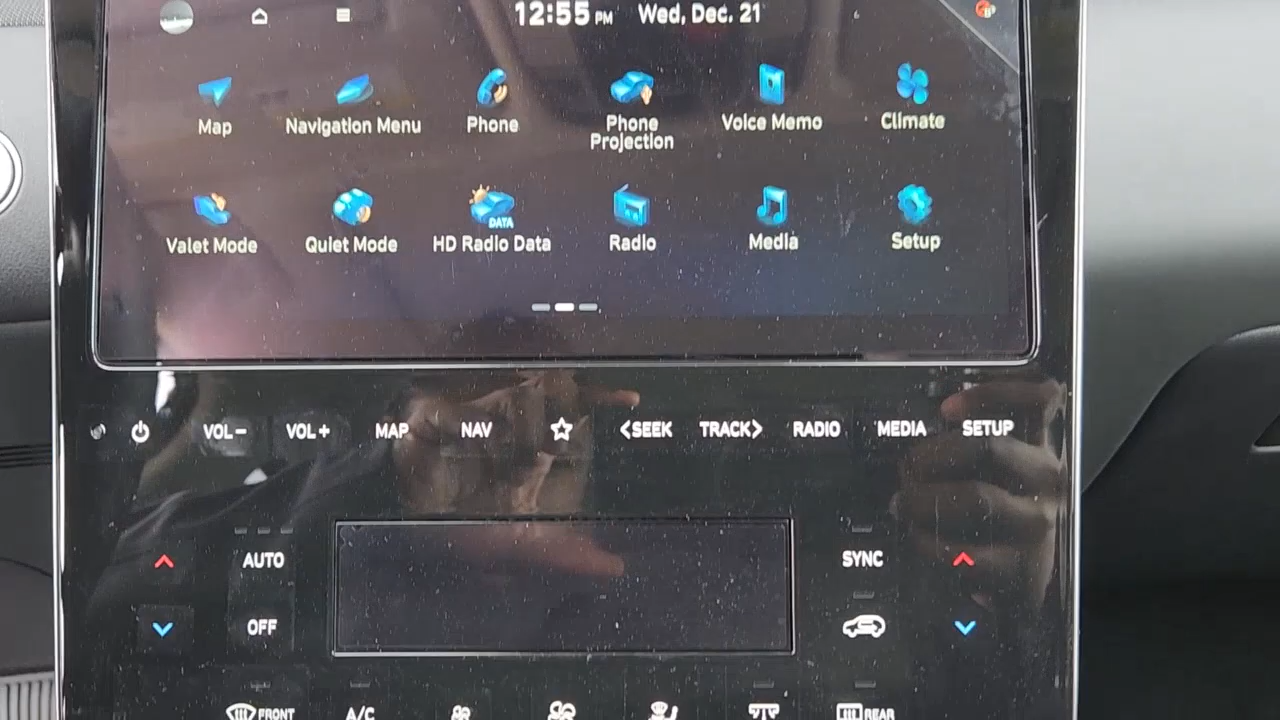 12:55 PM Wed, Dec. 21
Map Navigation Menu Phone Phone Projection Voice Memo Climate
Valet Mode Quiet Mode HD Radio Data Radio Media Setup
DATA
VOL− VOL+ MAP NAV <SEEK TRACK> RADIO MEDIA SETUP
AUTO SYNC
OFF
FRONT A/C REAR